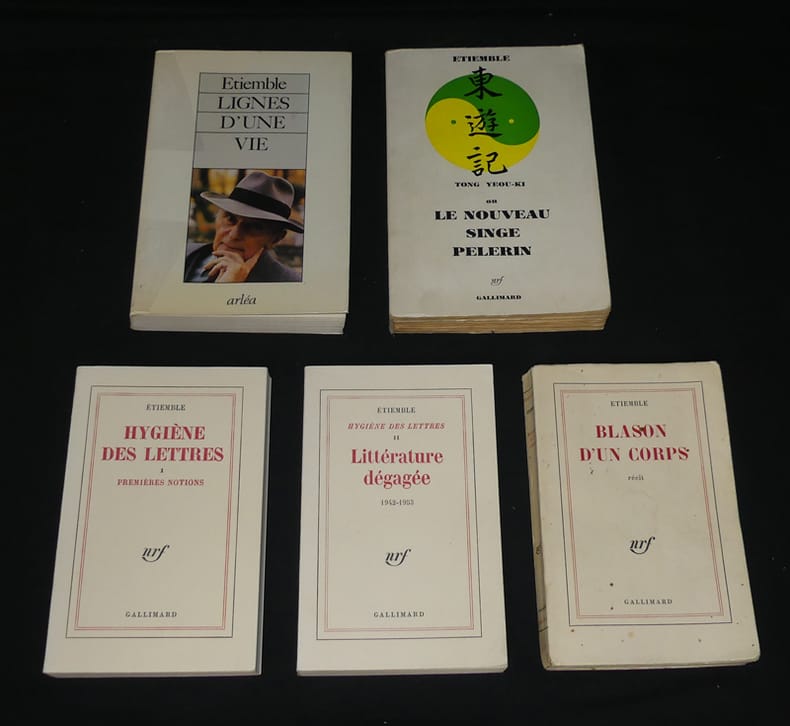 Etiemble
LIGNES
D'UNE
VIE
arléa
ETIEMBLE
東
遊
記
TONG YEOU-KI
ou
LE NOUVEAU
SINGE
PELERIN
nrf
GALLIMARD
ÉTIEMBLE
HYGIÈNE
DES LETTRES
I
PREMIÈRES NOTIONS
nrf
GALLIMARD
ÉTIEMBLE
HYGIÈNE DES LETTRES
II
Littérature
dégagée
1942-1953
nrf
GALLIMARD
ETIEMBLE
BLASON
D'UN CORPS
récit
nrf
GALLIMARD